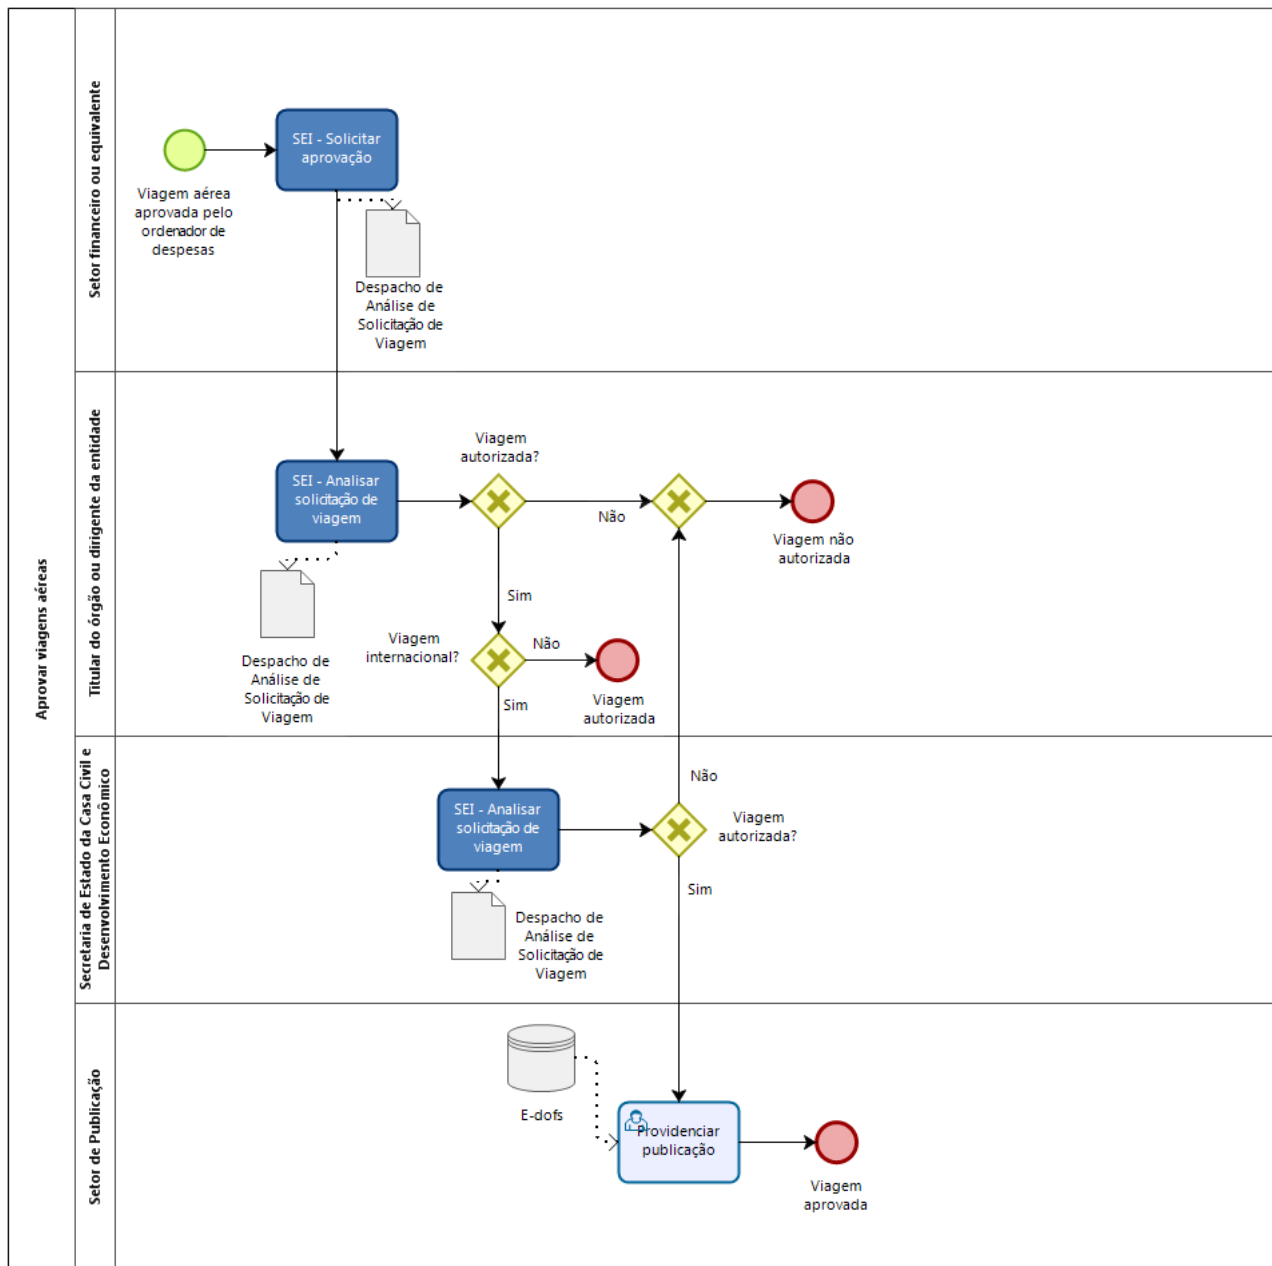 Aprovar viagens aéreas
Setor financeiro ou equivalente
SEI - Solicitar
aprovação
Viagem aérea
aprovada pelo
ordenador de
despesas
Despacho de
Análise de
Solicitação de
Viagem
Titular do órgão ou dirigente da entidade
Viagem
autorizada?
SEI - Analisar
solicitação de
viagem
Não
Viagem não
autorizada
Sim
Viagem
internacional?
Não
Despacho de
Análise de
Solicitação de
Viagem
Viagem
autorizada
Sim
Secretaria de Estado da Casa Civil e
Desenvolvimento Econômico
Não
SEI - Analisar
solicitação de
viagem
Viagem
autorizada?
Sim
Despacho de
Análise de
Solicitação de
Viagem
Setor de Publicação
E-dofs
Providenciar
publicação
Viagem
aprovada